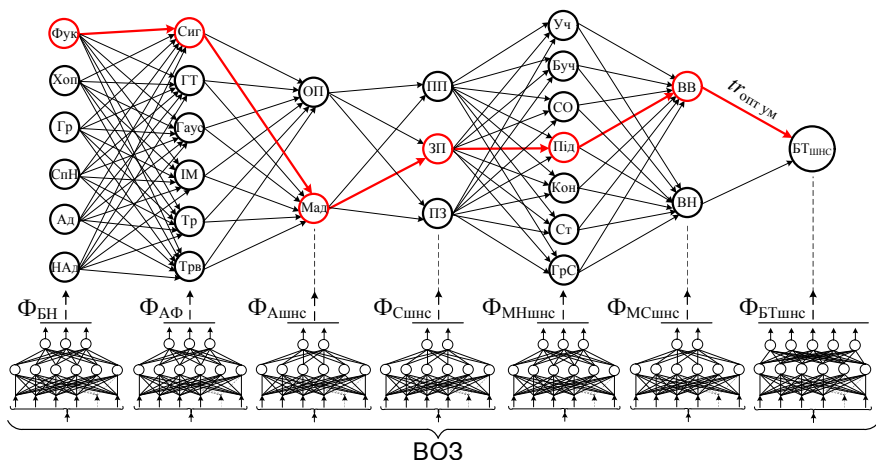 Фук
Хоп
Гр
СпН
Ад
НАд
Сиг
ГТ
Гаус
ІМ
Тр
Трв
ОП
Мад
ПП
ЗП
ПЗ
Уч
Буч
СО
Під
Кон
Ст
ГрС
ВВ
ВН
tr опт ум
БТШНС
ФБН
ФАФ
ФАшнс
ФСшнс
ФМНшнс
ФМСшнс
ФБТшнс
ВОЗ